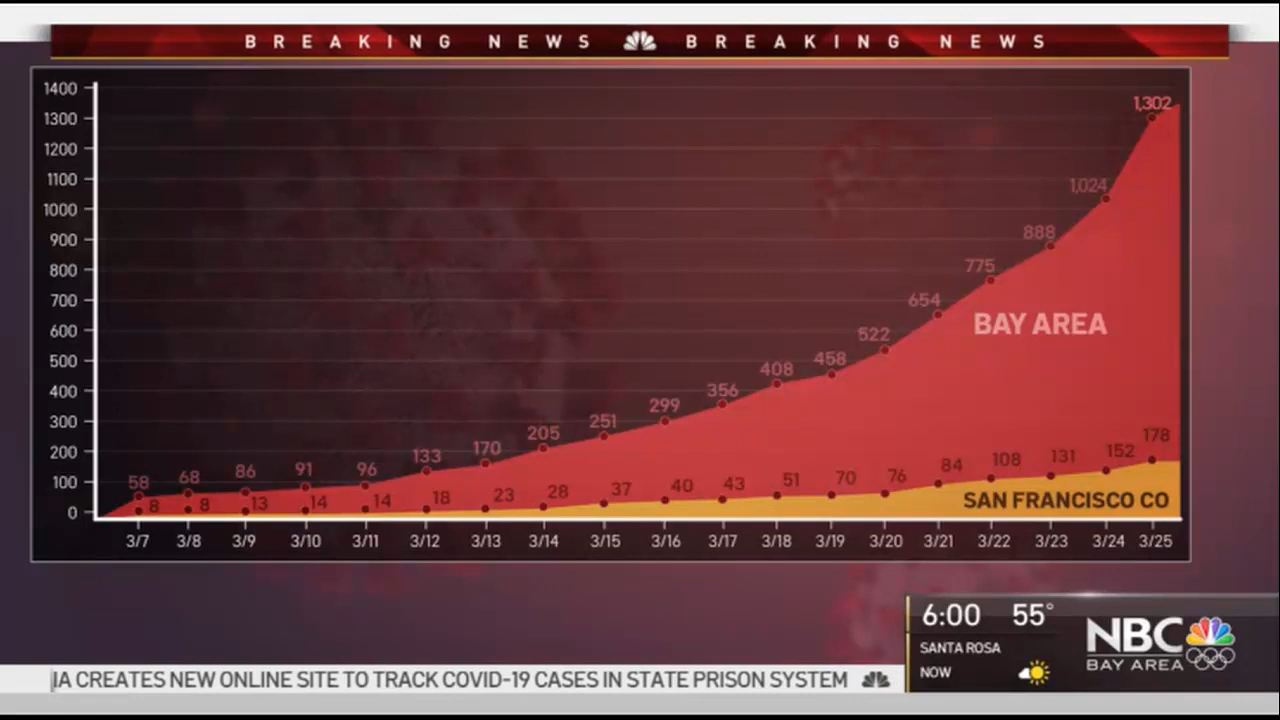 BREAKING NEWS BREAKING NEWS
1400
1300
1200
1100
1000
900
800
700
600
500
400
300
200
100
0
58 68 86 91 96 133 170 205 251 299 356 408 458 522 654 775 888 1,024 1,302
BAY AREA
8 8 13 14 14 18 23 28 37 40 43 51 70 76 84 108 131 152 178
SAN FRANCISCO CO
3/7 3/8 3/9 3/10 3/11 3/12 3/13 3/14 3/15 3/16 3/17 3/18 3/19 3/20 3/21 3/22 3/23 3/24 3/25
6:00 55°
SANTA ROSA
NOW
NBC
BAY AREA
IA CREATES NEW ONLINE SITE TO TRACK COVID-19 CASES IN STATE PRISON SYSTEM